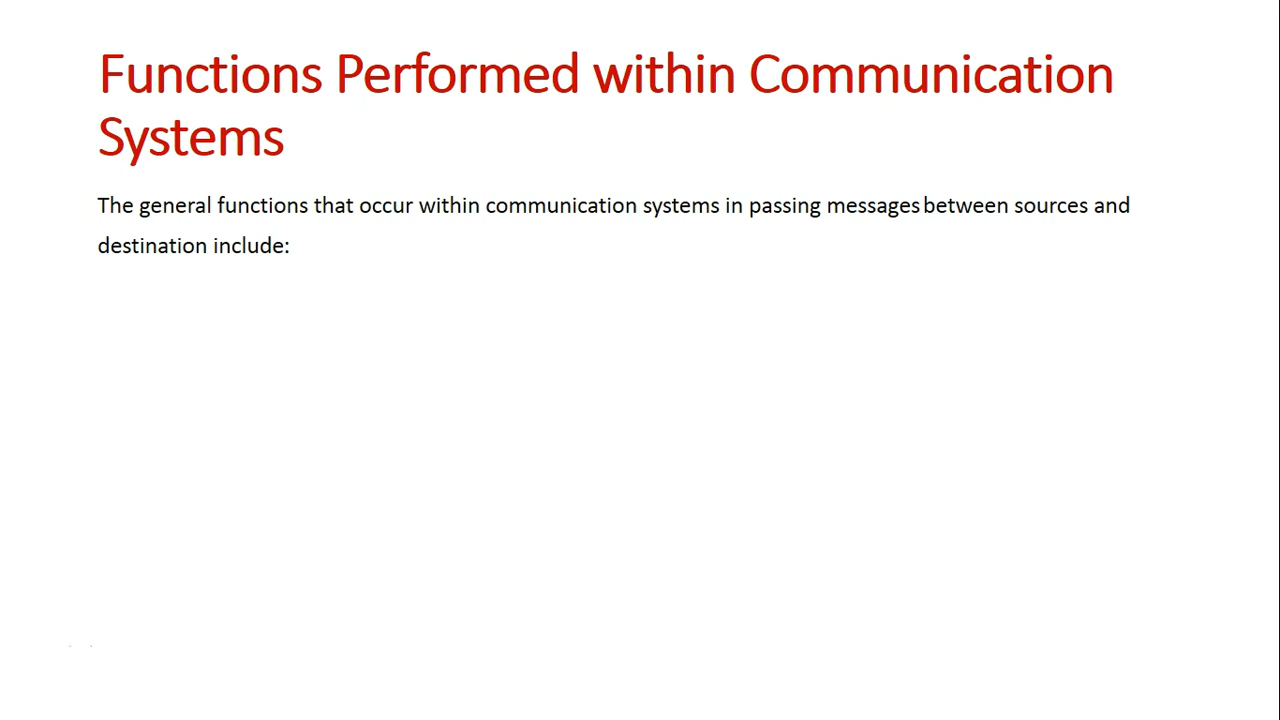 Functions Performed within Communication
Systems
The general functions that occur within communication systems in passing messages between sources and
destination include: